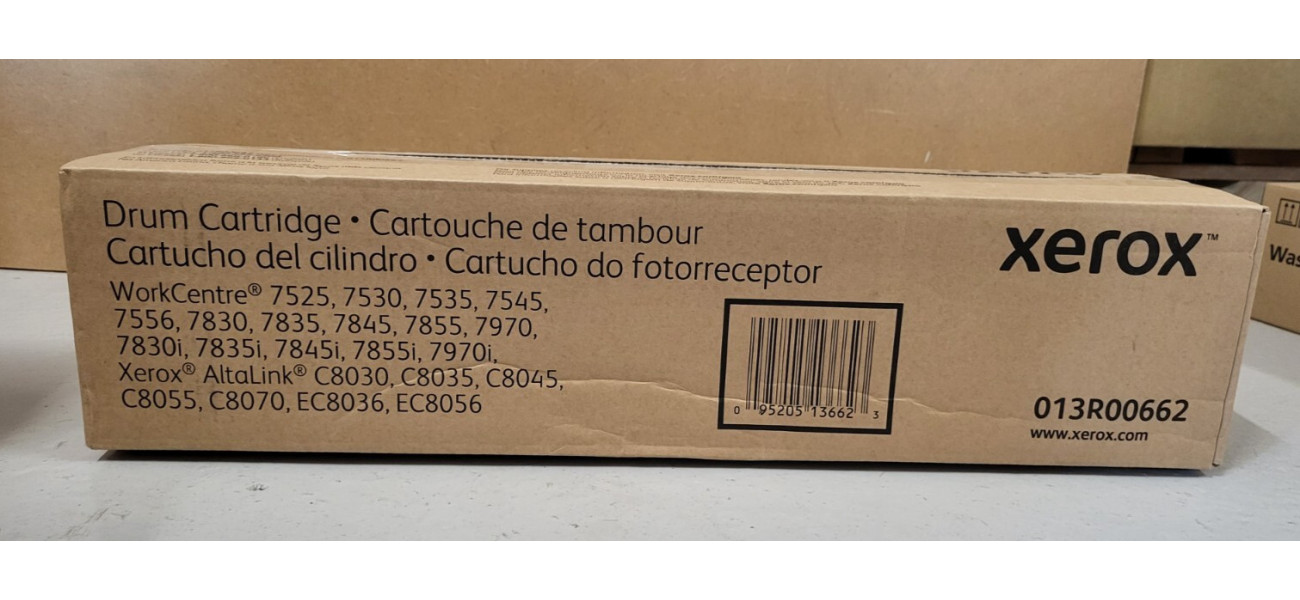 Drum Cartridge • Cartouche de tambour
Cartucho del cilindro • Cartucho do fotorreceptor
WorkCentre® 7525, 7530, 7535, 7545,
7556, 7830, 7835, 7845, 7855, 7970,
7830i, 7835i, 7845i, 7855i, 7970i,
Xerox® AltaLink® C8030, C8035, C8045,
C8055, C8070, EC8036, EC8056
0 95205 13662 3
xerox™
013R00662
www.xerox.com